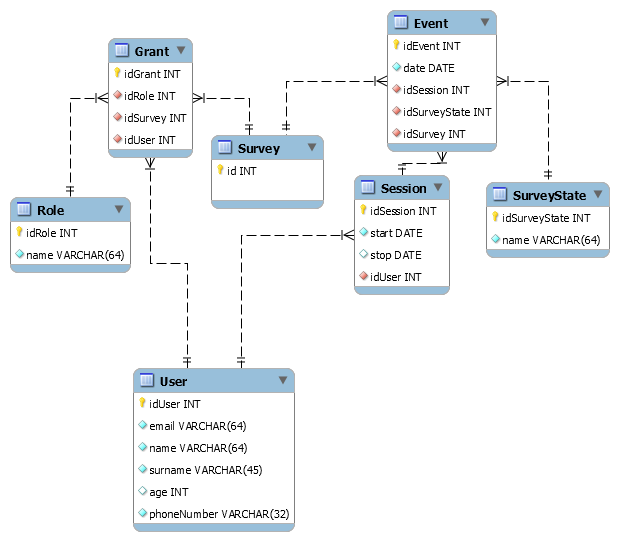 Grant
idGrant INT
idRole INT
idSurvey INT
idUser INT
Event
idEvent INT
date DATE
idSession INT
idSurveyState INT
idSurvey INT
Survey
id INT
Role
idRole INT
name VARCHAR(64)
Session
idSession INT
start DATE
stop DATE
idUser INT
SurveyState
idSurveyState INT
name VARCHAR(64)
User
idUser INT
email VARCHAR(64)
name VARCHAR(64)
surname VARCHAR(45)
age INT
phoneNumber VARCHAR(32)